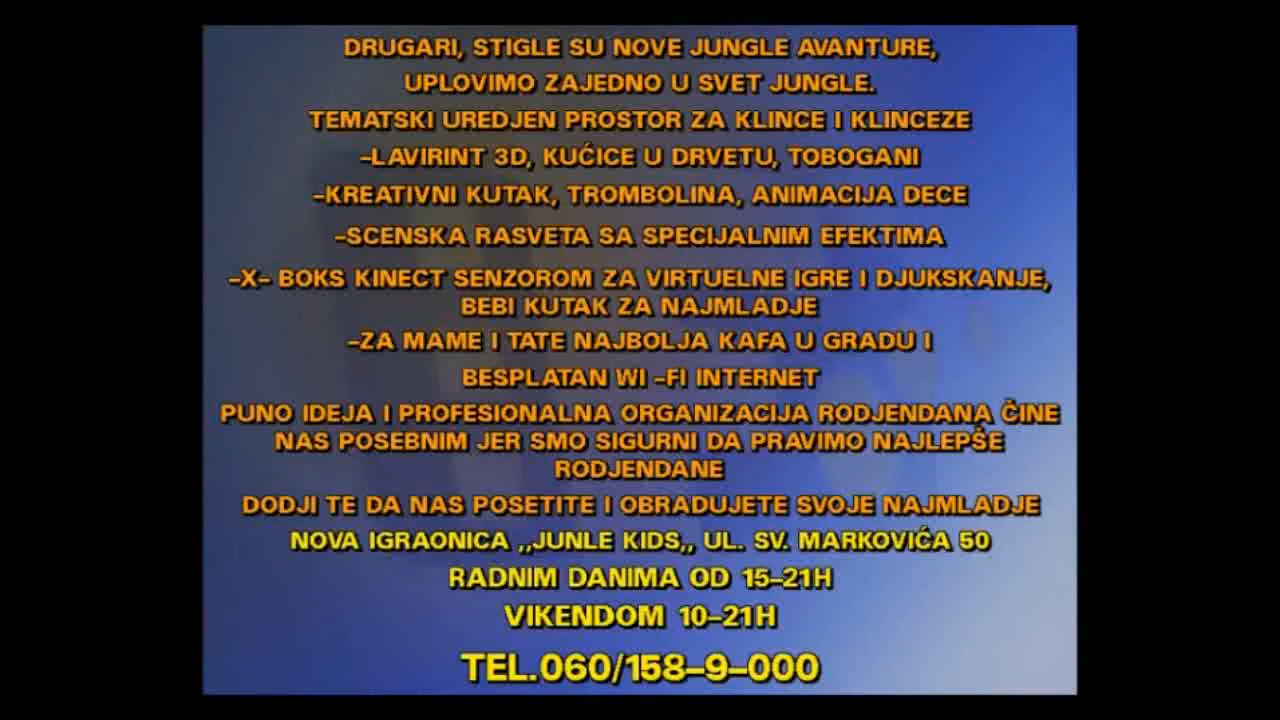 DRUGARI, STIGLE SU NOVE JUNGLE AVANTURE,
UPLOVIMO ZAJEDNO U SVET JUNGLE.
TEMATSKI UREDJEN PROSTOR ZA KLINCE I KLINCEZE
-LAVIRINT 3D, KUĆICE U DRVETU, TOBOGANI
-KREATIVNI KUTAK, TROMBOLINA, ANIMACIJA DECE
-SCENSKA RASVETA SA SPECIJALNIM EFEKTIMA
-X- BOKS KINECT SENZOROM ZA VIRTUELNE IGRE I DJUKSKANJE,
BEBI KUTAK ZA NAJMLADJE
-ZA MAME I TATE NAJBOLJA KAFA U GRADU I
BESPLATAN WI -FI INTERNET
PUNO IDEJA I PROFESIONALNA ORGANIZACIJA RODJENDANA ČINE
NAS POSEBNIM JER SMO SIGURNI DA PRAVIMO NAJLEPŠE
RODJENDANE
DODJI TE DA NAS POSETITE I OBRADUJETE SVOJE NAJMLADJE
NOVA IGRAONICA ,,JUNLE KIDS,, UL. SV. MARKOVIĆA 50
RADNIM DANIMA OD 15-21H
VIKENDOM 10-21H
TEL.060/158-9-000